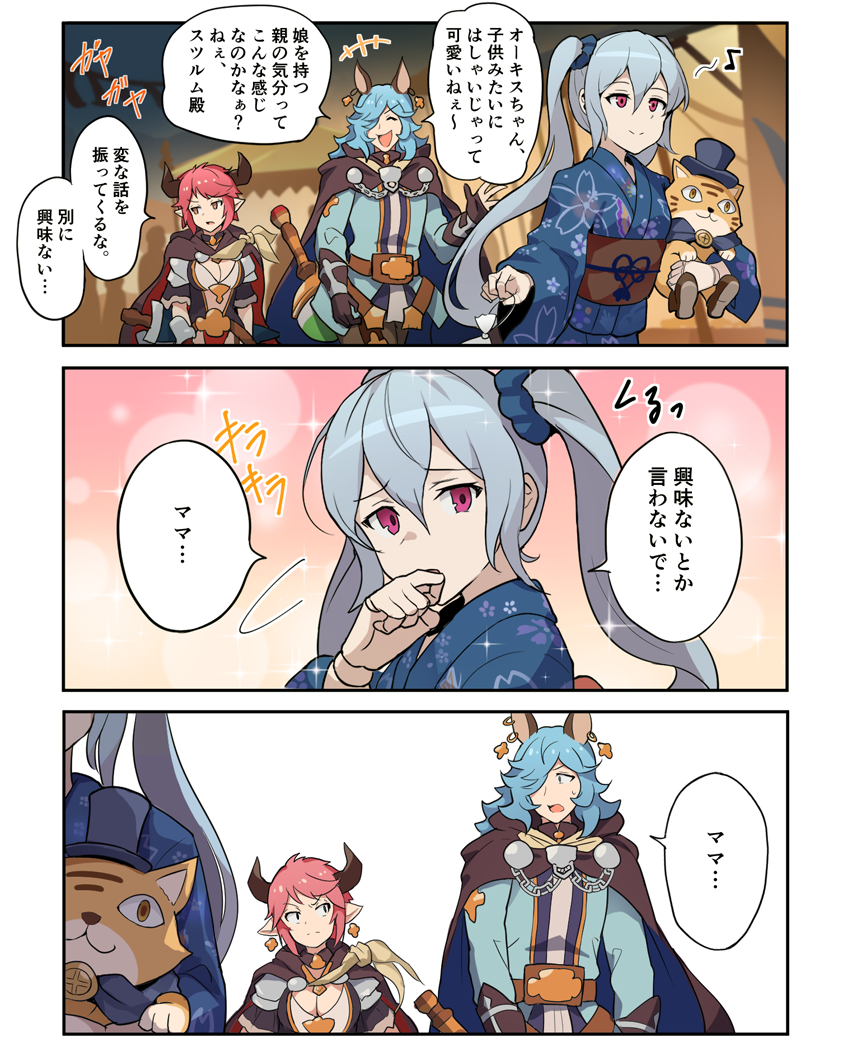 オーキスちゃん、
子供みたいに
はしゃいじゃって
可愛いねぇ〜
娘を持つ
親の気分って
こんな感じ
なのかなぁ?
ねぇ、
スツルム殿
ガヤ
ガヤ
変な話を
振ってくるな。
別に
興味ない…
くるっ
興味ないとか
言わないで…
キラ
キラ
ママ…
ママ…